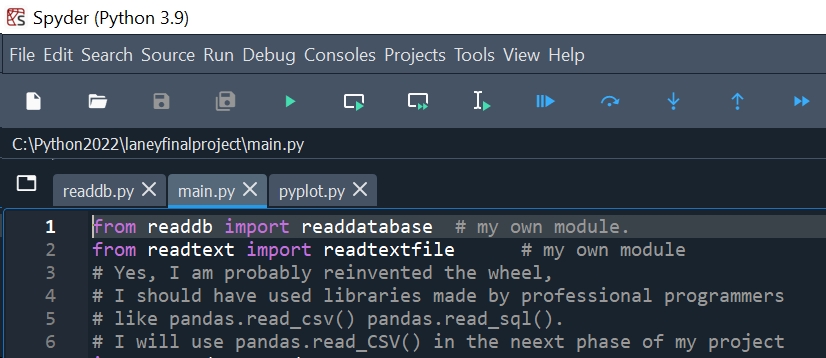 Spyder (Python 3.9)
File Edit Search Source Run Debug Consoles Projects Tools View Help
C:\Python2022\laneyfinalproject\main.py
readdb.py main.py pyplot.py
1 from readdb import readdatabase # my own module.
2 from readtext import readtextfile # my own module
3 # Yes, I am probably reinvented the wheel,
4 # I should have used libraries made by professional programmers
5 # like pandas.read_csv() pandas.read_sql().
6 # I will use pandas.read_CSV() in the neext phase of my project